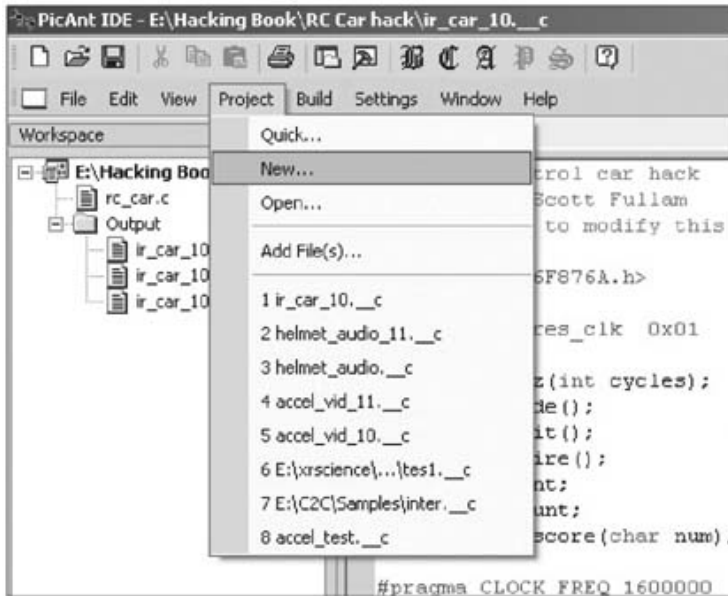 PicAnt IDE - E:\Hacking Book\RC Car hack\ir_car_10.__c
File Edit View Project Build Settings Window Help
Workspace
E:\Hacking Boo
rc_car.c
Output
ir_car_10
ir_car_10
ir_car_10
Quick...
New...
Open...
Add File(s)...
1 ir_car_10.__c
2 helmet_audio_11.__c
3 helmet_audio.__c
4 accel_vid_11.__c
5 accel_vid_10.__c
6 E:\xrscience\...\tes1.__c
7 E:\C2C\Samples\inter.__c
8 accel_test.__c
trol car hack
Scott Fullam
to modify this
6F876A.h>
res_clk 0x01
z(int cycles);
de();
it();
ire();
nt;
unt;
score(char num)
#pragma CLOCK_FREQ 1600000